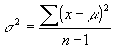 σ² = ∑(x − μ)² / n − 1